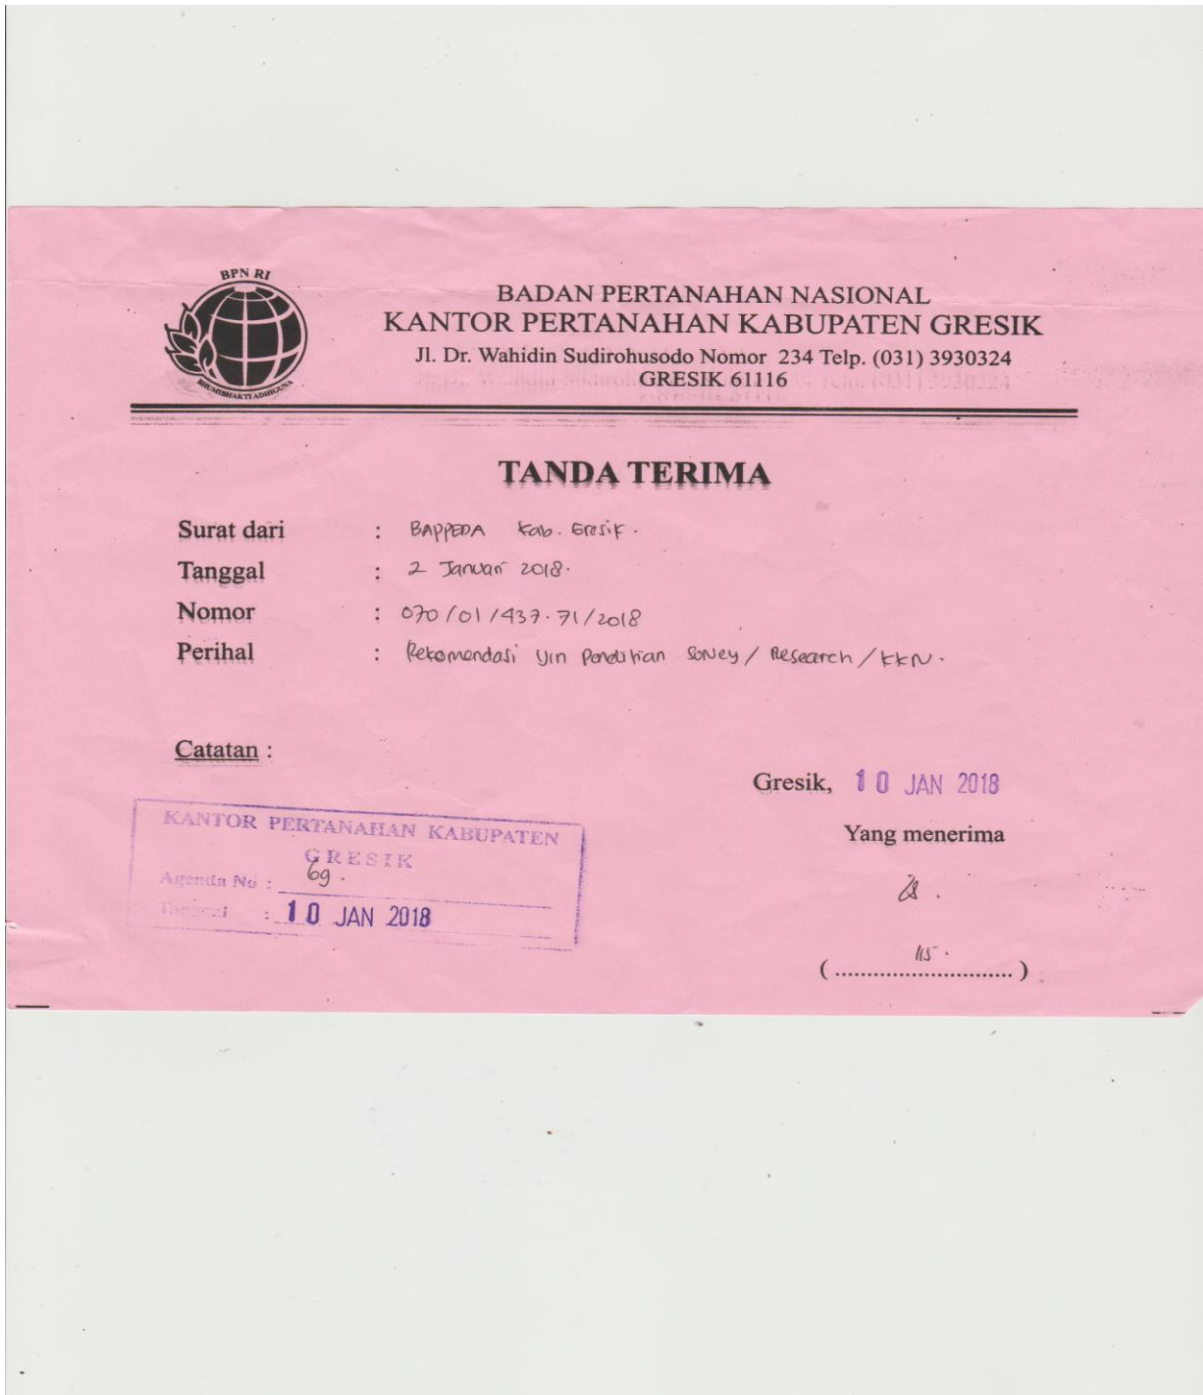 BPN RI
BHUMIBHAKTI ADHIGUNA
BADAN PERTANAHAN NASIONAL
KANTOR PERTANAHAN KABUPATEN GRESIK
Jl. Dr. Wahidin Sudirohusodo Nomor 234 Telp. (031) 3930324
GRESIK 61116
TANDA TERIMA
Surat dari : BAPPEDA Kab. Gresik.
Tanggal : 2 Januari 2018.
Nomor : 070/01/437.71/2018
Perihal : Rekomendasi Ijin Penelitian Survey/ Research/KKN.
Catatan :
Gresik, 10 JAN 2018
Yang menerima
KANTOR PERTANAHAN KABUPATEN
GRESIK
Agenda No : 69.
Tanggal : 10 JAN 2018
(............................)